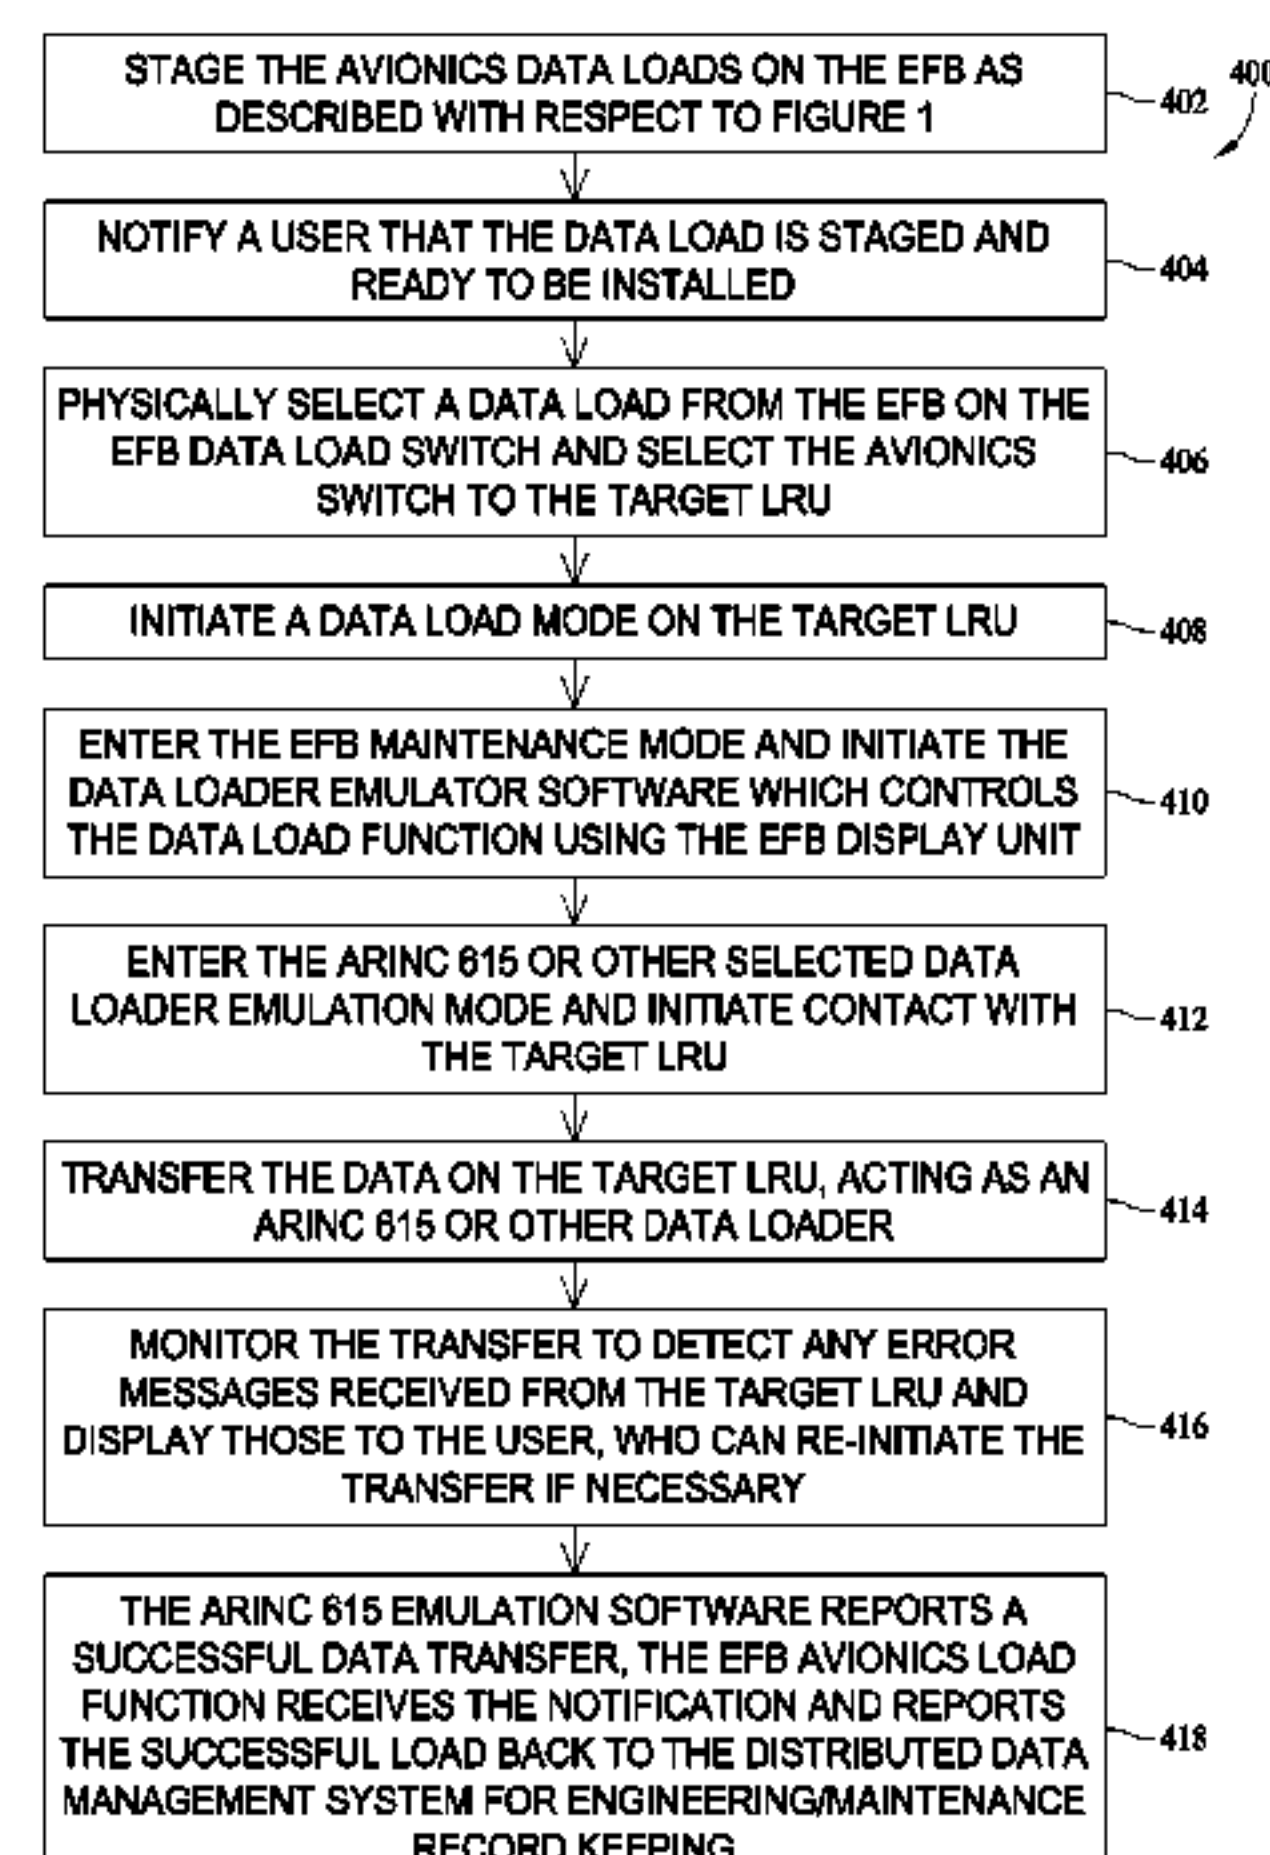 STAGE THE AVIONICS DATA LOADS ON THE EFB AS
DESCRIBED WITH RESPECT TO FIGURE 1
402
400
NOTIFY A USER THAT THE DATA LOAD IS STAGED AND
READY TO BE INSTALLED
404
PHYSICALLY SELECT A DATA LOAD FROM THE EFB ON THE
EFB DATA LOAD SWITCH AND SELECT THE AVIONICS
SWITCH TO THE TARGET LRU
406
INITIATE A DATA LOAD MODE ON THE TARGET LRU
408
ENTER THE EFB MAINTENANCE MODE AND INITIATE THE
DATA LOADER EMULATOR SOFTWARE WHICH CONTROLS
THE DATA LOAD FUNCTION USING THE EFB DISPLAY UNIT
410
ENTER THE ARINC 615 OR OTHER SELECTED DATA
LOADER EMULATION MODE AND INITIATE CONTACT WITH
THE TARGET LRU
412
TRANSFER THE DATA ON THE TARGET LRU, ACTING AS AN
ARINC 615 OR OTHER DATA LOADER
414
MONITOR THE TRANSFER TO DETECT ANY ERROR
MESSAGES RECEIVED FROM THE TARGET LRU AND
DISPLAY THOSE TO THE USER, WHO CAN RE-INITIATE THE
TRANSFER IF NECESSARY
416
THE ARINC 615 EMULATION SOFTWARE REPORTS A
SUCCESSFUL DATA TRANSFER, THE EFB AVIONICS LOAD
FUNCTION RECEIVES THE NOTIFICATION AND REPORTS
THE SUCCESSFUL LOAD BACK TO THE DISTRIBUTED DATA
MANAGEMENT SYSTEM FOR ENGINEERING/MAINTENANCE
RECORD KEEPING
418